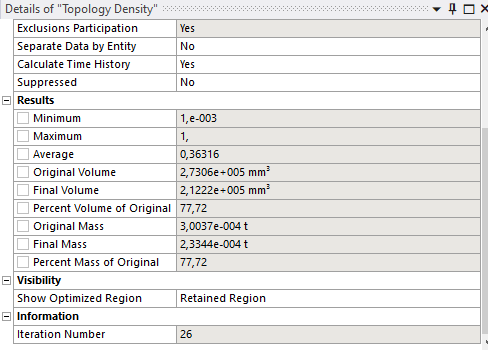 Details of "Topology Density"
Exclusions Participation Yes
Separate Data by Entity No
Calculate Time History Yes
Suppressed No
Results
Minimum 1,e-003
Maximum 1,
Average 0,36316
Original Volume 2,7306e+005 mm³
Final Volume 2,1222e+005 mm³
Percent Volume of Original 77,72
Original Mass 3,0037e-004 t
Final Mass 2,3344e-004 t
Percent Mass of Original 77,72
Visibility
Show Optimized Region Retained Region
Information
Iteration Number 26